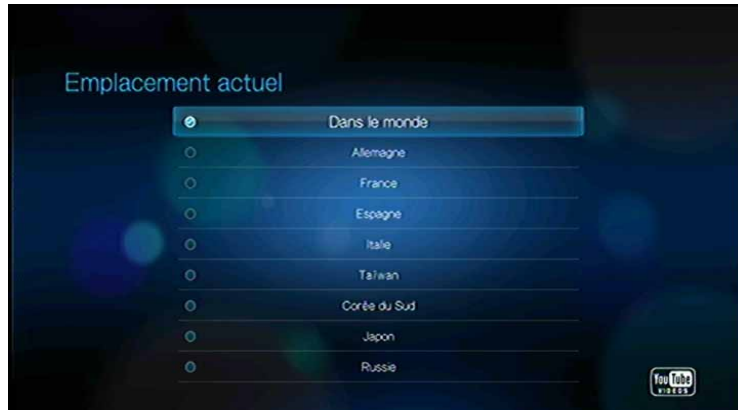 Emplacement actuel
Dans le monde
Allemagne
France
Espagne
Italie
Taïwan
Corée du Sud
Japon
Russie
You Tube
VIDEOS